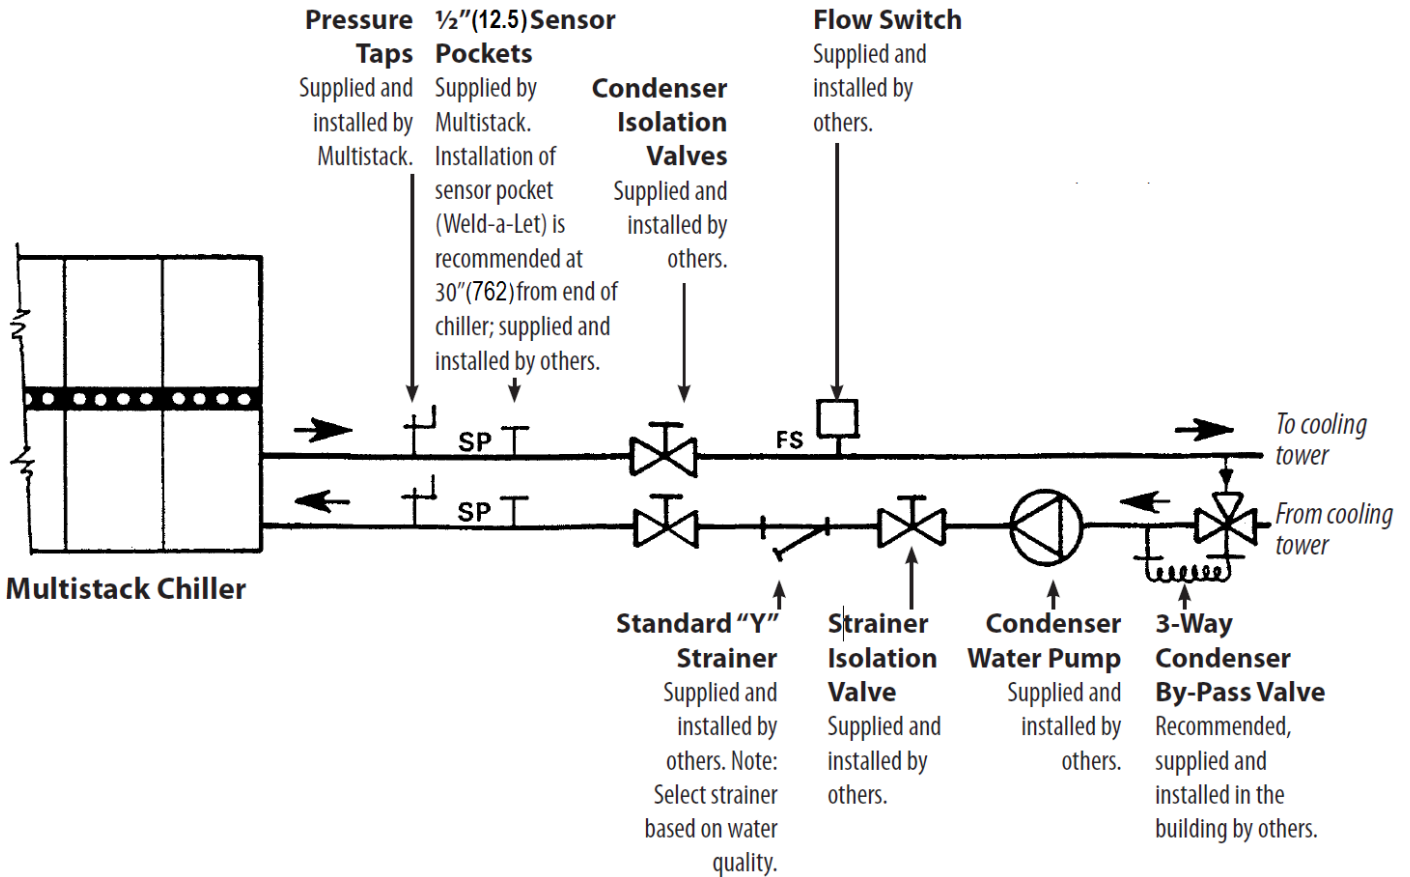 Pressure
Taps
Supplied and
installed by
Multistack.
½”(12.5) Sensor
Pockets
Supplied by
Multistack.
Installation of
sensor pocket
(Weld-a-Let) is
recommended at
30”(762) from end of
chiller; supplied and
installed by others.
Condenser
Isolation
Valves
Supplied and
installed by
others.
Flow Switch
Supplied and
installed by
others.
SP
FS
To cooling
tower
SP
From cooling
tower
Multistack Chiller
Standard “Y”
Strainer
Supplied and
installed by
others. Note:
Select strainer
based on water
quality.
Strainer
Isolation
Valve
Supplied and
installed by
others.
Condenser
Water Pump
Supplied and
installed by
others.
3-Way
Condenser
By-Pass Valve
Recommended,
supplied and
installed in the
building by others.